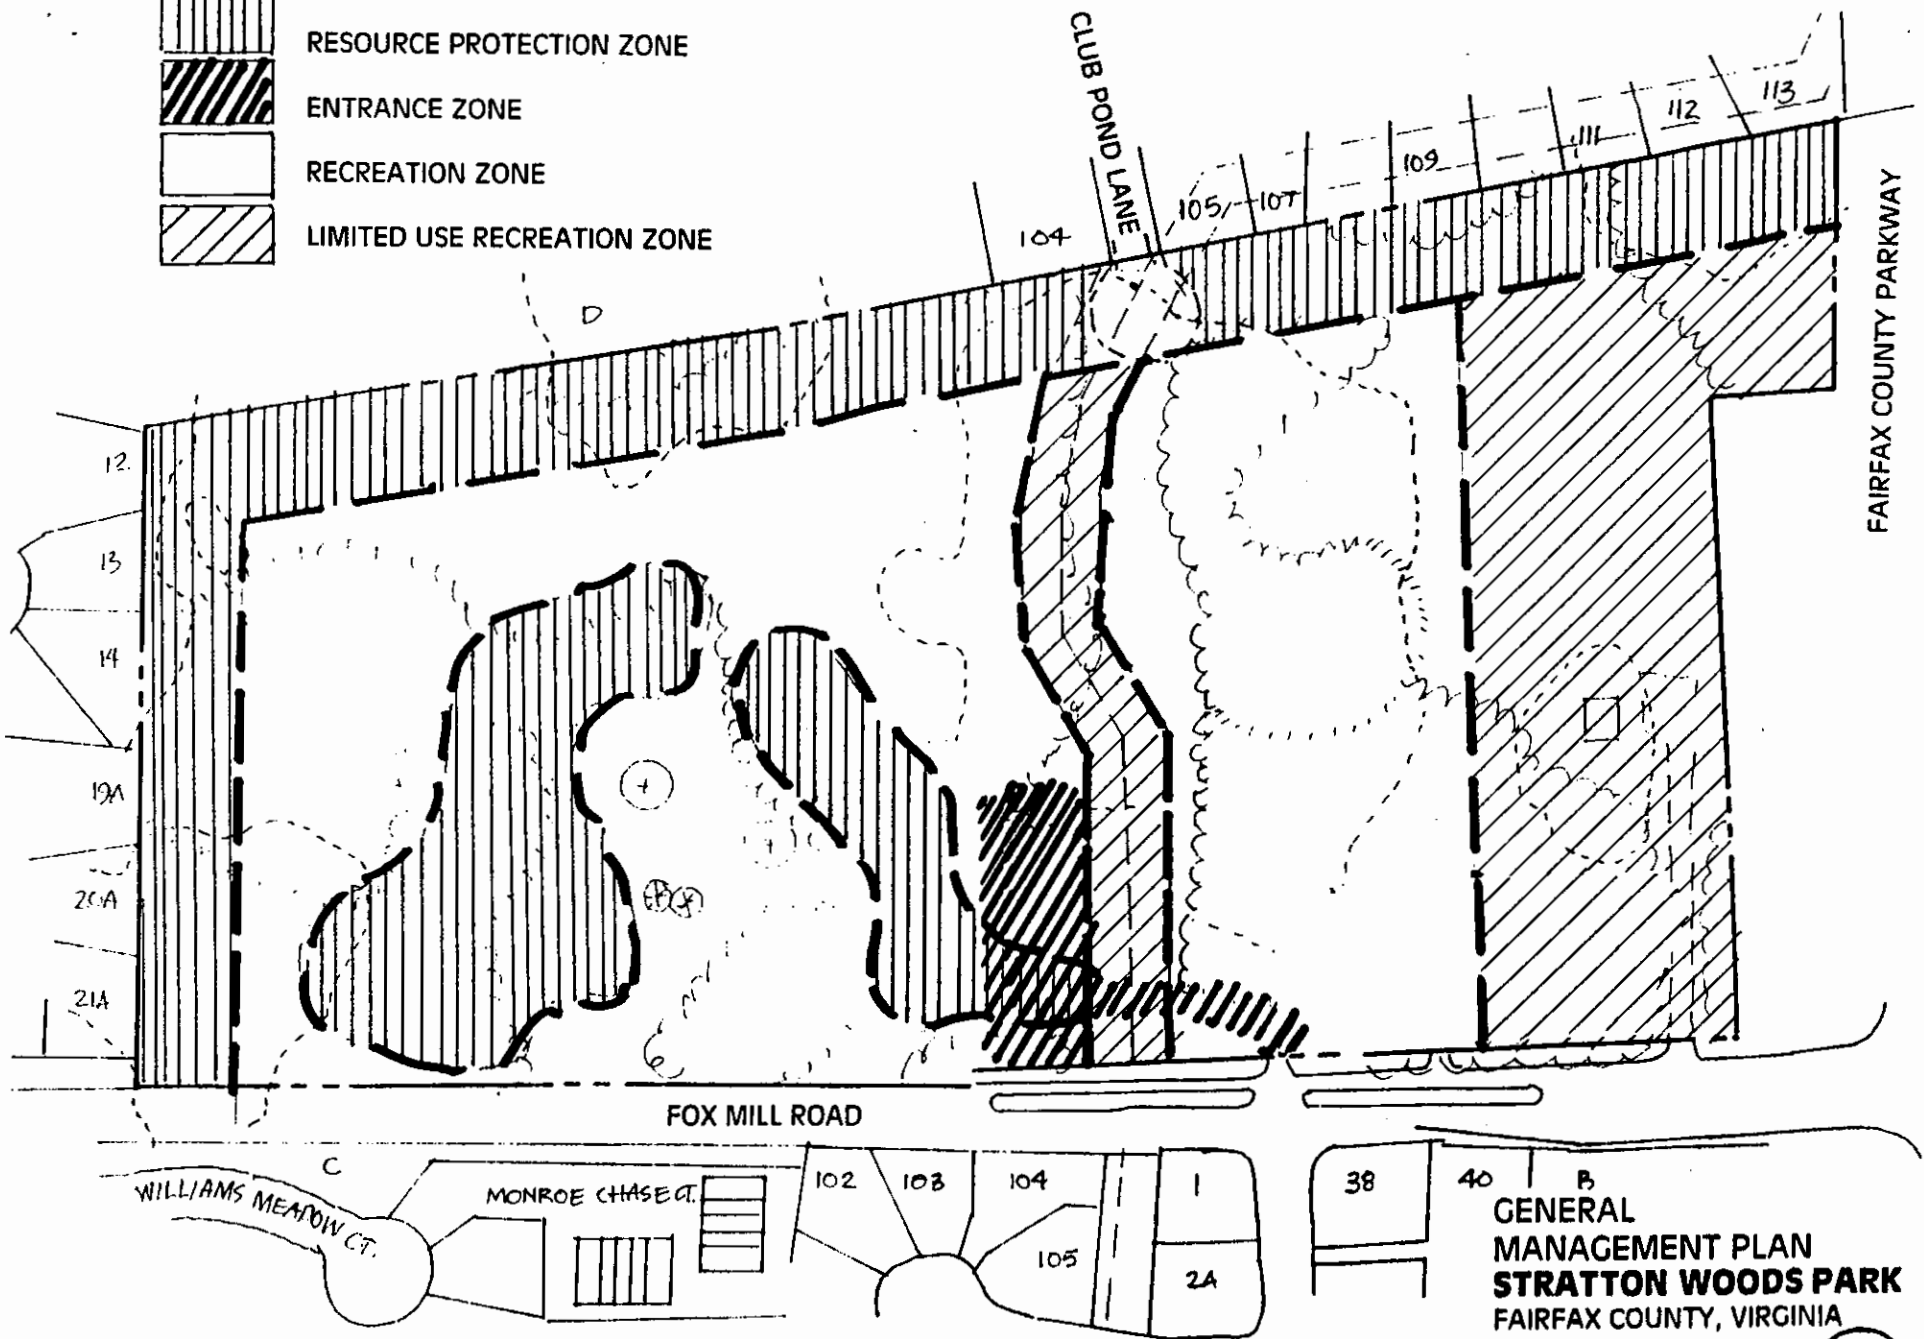 RESOURCE PROTECTION ZONE
ENTRANCE ZONE
RECREATION ZONE
LIMITED USE RECREATION ZONE
CLUB POND LANE
113
112
111
109
107
105
104
D
FAIRFAX COUNTY PARKWAY
12
13
14
19A
20A
21A
FOX MILL ROAD
C
WILLIAMS MEADOW CT.
MONROE CHASE CT.
102
103
104
105
1
2A
38
40
B
GENERAL
MANAGEMENT PLAN
STRATTON WOODS PARK
FAIRFAX COUNTY, VIRGINIA